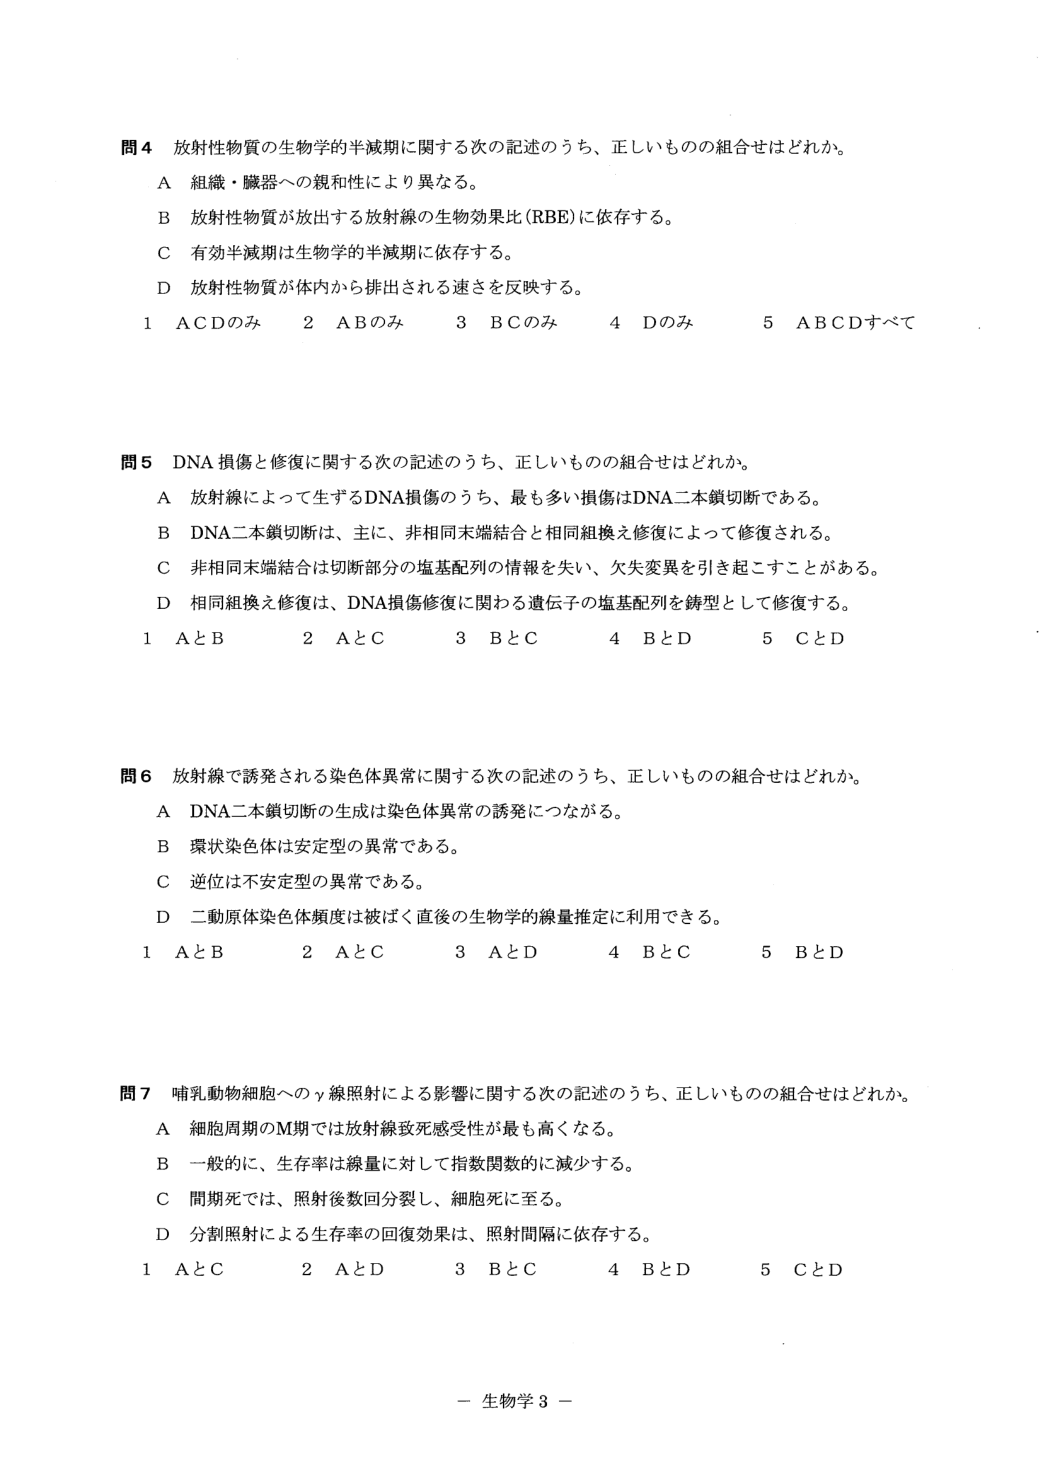 問4 放射性物質の生物学的半減期に関する次の記述のうち、正しいものの組合せはどれか。
A 組織・臓器への親和性により異なる。
B 放射性物質が放出する放射線の生物効果比(RBE)に依存する。
C 有効半減期は生物学的半減期に依存する。
D 放射性物質が体内から排出される速さを反映する。
1 ACDのみ 2 ABのみ 3 BCのみ 4 Dのみ 5 ABCDすべて
問5 DNA 損傷と修復に関する次の記述のうち、正しいものの組合せはどれか。
A 放射線によって生ずるDNA損傷のうち、最も多い損傷はDNA二本鎖切断である。
B DNA二本鎖切断は、主に、非相同末端結合と相同組換え修復によって修復される。
C 非相同末端結合は切断部分の塩基配列の情報を失い、欠失変異を引き起こすことがある。
D 相同組換え修復は、DNA損傷修復に関わる遺伝子の塩基配列を鋳型として修復する。
1 AとB 2 AとC 3 BとC 4 BとD 5 CとD
問6 放射線で誘発される染色体異常に関する次の記述のうち、正しいものの組合せはどれか。
A DNA二本鎖切断の生成は染色体異常の誘発につながる。
B 環状染色体は安定型の異常である。
C 逆位は不安定型の異常である。
D 二動原体染色体頻度は被ばく直後の生物学的線量推定に利用できる。
1 AとB 2 AとC 3 AとD 4 BとC 5 BとD
問7 哺乳動物細胞へのγ線照射による影響に関する次の記述のうち、正しいものの組合せはどれか。
A 細胞周期のM期では放射線致死感受性が最も高くなる。
B 一般的に、生存率は線量に対して指数関数的に減少する。
C 間期死では、照射後数回分裂し、細胞死に至る。
D 分割照射による生存率の回復効果は、照射間隔に依存する。
1 AとC 2 AとD 3 BとC 4 BとD 5 CとD
― 生物学 3 ―